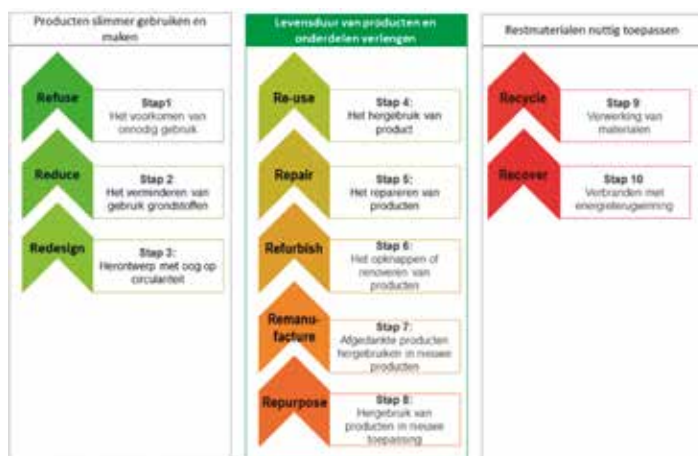 Producten slimmer gebruiken en
maken
Refuse
Stap1
Het voorkomen van
onnodig gebruik
Reduce
Stap 2
Het verminderen van
gebruik grondstoffen
Redesign
Stap 3:
Herontwerp met oog op
circulariteit
Levensduur van producten en
onderdelen verlengen
Re-use
Stap 4:
Het hergebruik van
product
Repair
Stap 5:
Het repareren van
producten
Refurbish
Stap 6:
Het opknappen of
renoveren van
producten
Remanu-
facture
Stap 7:
Afgedankte producten
hergebruiken in nieuwe
producten
Repurpose
Stap 8:
Hergebruik van
producten in nieuwe
toepassing
Restmaterialen nuttig toepassen
Recycle
Stap 9
Verwerking van
materialen
Recover
Stap 10
Verbranden met
energieterugwinning